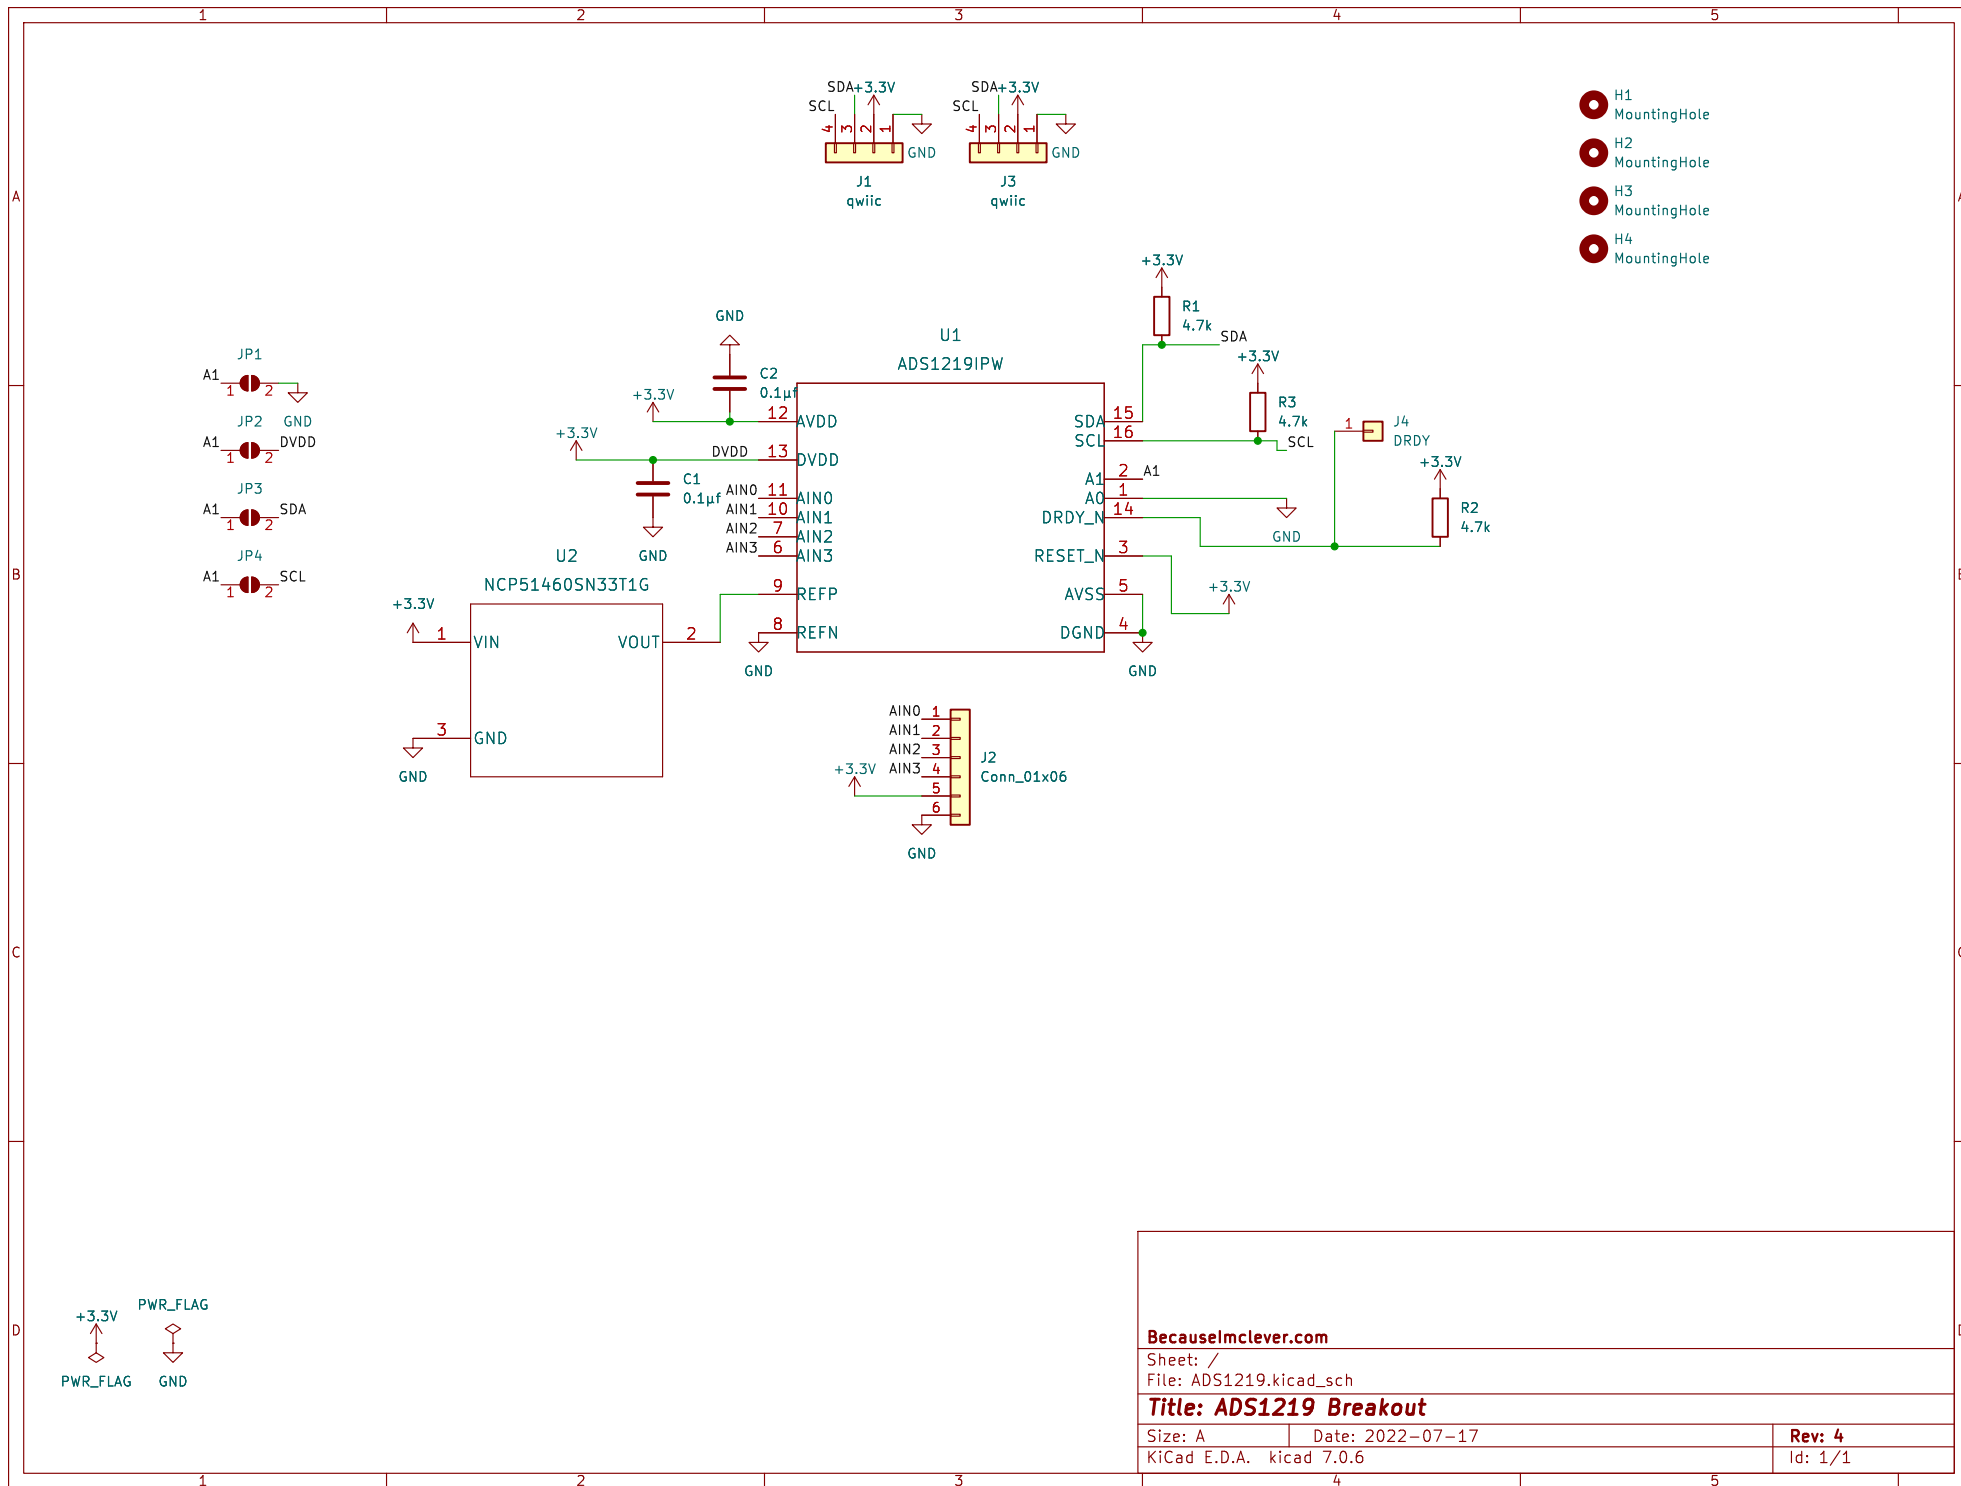 1 2 3 4 5
SDA +3.3V
SCL
4 3 2 1
GND
J1
qwiic
SDA +3.3V
SCL
4 3 2 1
GND
J3
qwiic
H1
MountingHole
H2
MountingHole
H3
MountingHole
H4
MountingHole
A
JP1
A1
1 2
GND
JP2
A1 DVDD
1 2
JP3
A1 SDA
1 2
JP4
A1 SCL
1 2
GND
C2
0.1µf
+3.3V
+3.3V
DVDD
C1
0.1µf
GND
U1
ADS1219IPW
12 AVDD
13 DVDD
AIN0 11 AIN0
AIN1 10 AIN1
AIN2 7 AIN2
AIN3 6 AIN3
9 REFP
8 REFN
GND
SDA 15
SCL 16
A1 2 A1
A0 1
DRDY_N 14
RESET_N 3
AVSS 5
DGND 4
GND
+3.3V
R1
4.7k
SDA
+3.3V
R3
4.7k
SCL
1
J4
DRDY
+3.3V
R2
4.7k
GND
+3.3V
B
U2
NCP51460SN33T1G
+3.3V
1 VIN
VOUT 2
3 GND
GND
AIN0 1
AIN1 2
AIN2 3
AIN3 4
+3.3V 5
6
GND
J2
Conn_01x06
C
D
+3.3V
PWR_FLAG
PWR_FLAG
GND
BecauseImclever.com
Sheet: /
File: ADS1219.kicad_sch
Title: ADS1219 Breakout
Size: A Date: 2022-07-17 Rev: 4
KiCad E.D.A. kicad 7.0.6 Id: 1/1
1 2 3 4 5